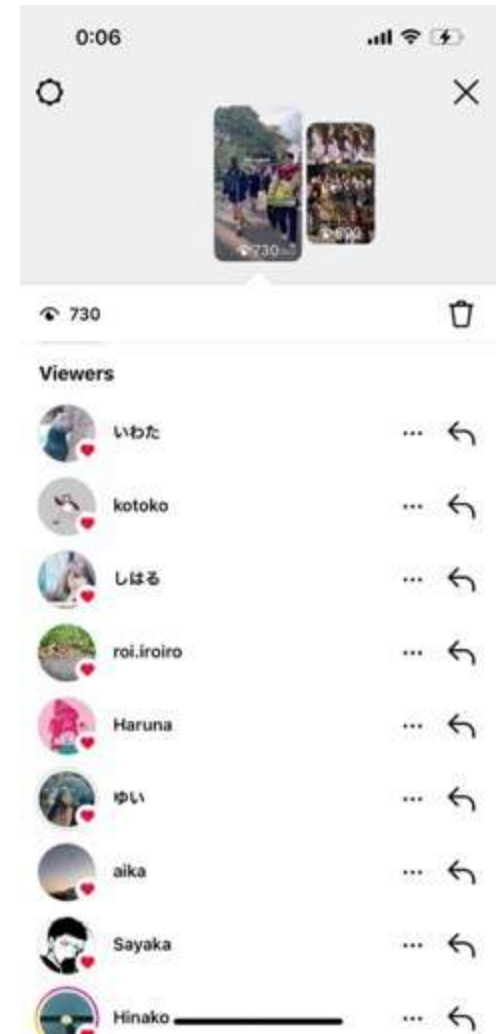 0:06
730
730
Viewers
いわた
kotoko
しはる
roi.iroiro
Haruna
ゆい
aika
Sayaka
Hinako